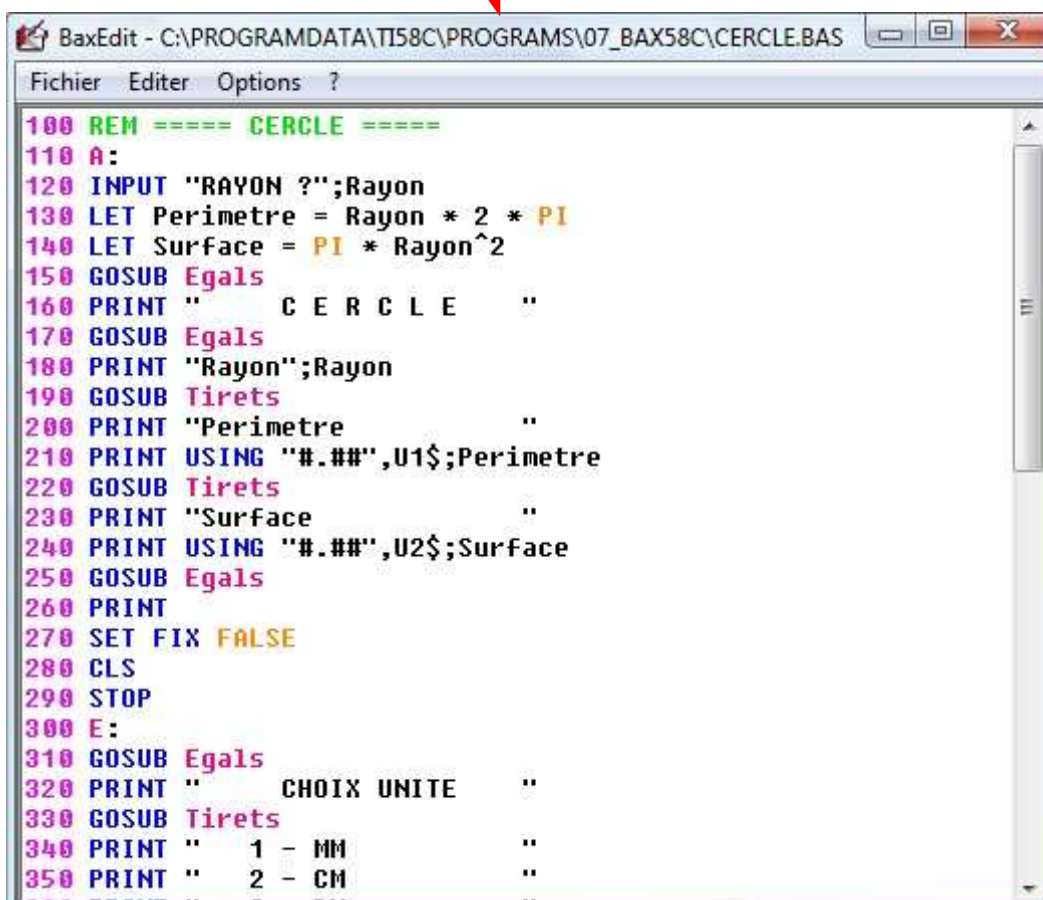 BaxEdit - C:\PROGRAMDATA\TI58C\PROGRAMS\07_BAX58C\CERCLE.BAS
Fichier Editer Options ?
100 REM ===== CERCLE =====
110 A:
120 INPUT "RAYON ?";Rayon
130 LET Perimetre = Rayon * 2 * PI
140 LET Surface = PI * Rayon^2
150 GOSUB Egals
160 PRINT "     C E R C L E    "
170 GOSUB Egals
180 PRINT "Rayon";Rayon
190 GOSUB Tirets
200 PRINT "Perimetre           "
210 PRINT USING "#.##",U1$;Perimetre
220 GOSUB Tirets
230 PRINT "Surface             "
240 PRINT USING "#.##",U2$;Surface
250 GOSUB Egals
260 PRINT
270 SET FIX FALSE
280 CLS
290 STOP
300 E:
310 GOSUB Egals
320 PRINT "     CHOIX UNITE    "
330 GOSUB Tirets
340 PRINT "   1 - MM           "
350 PRINT "   2 - CM           "